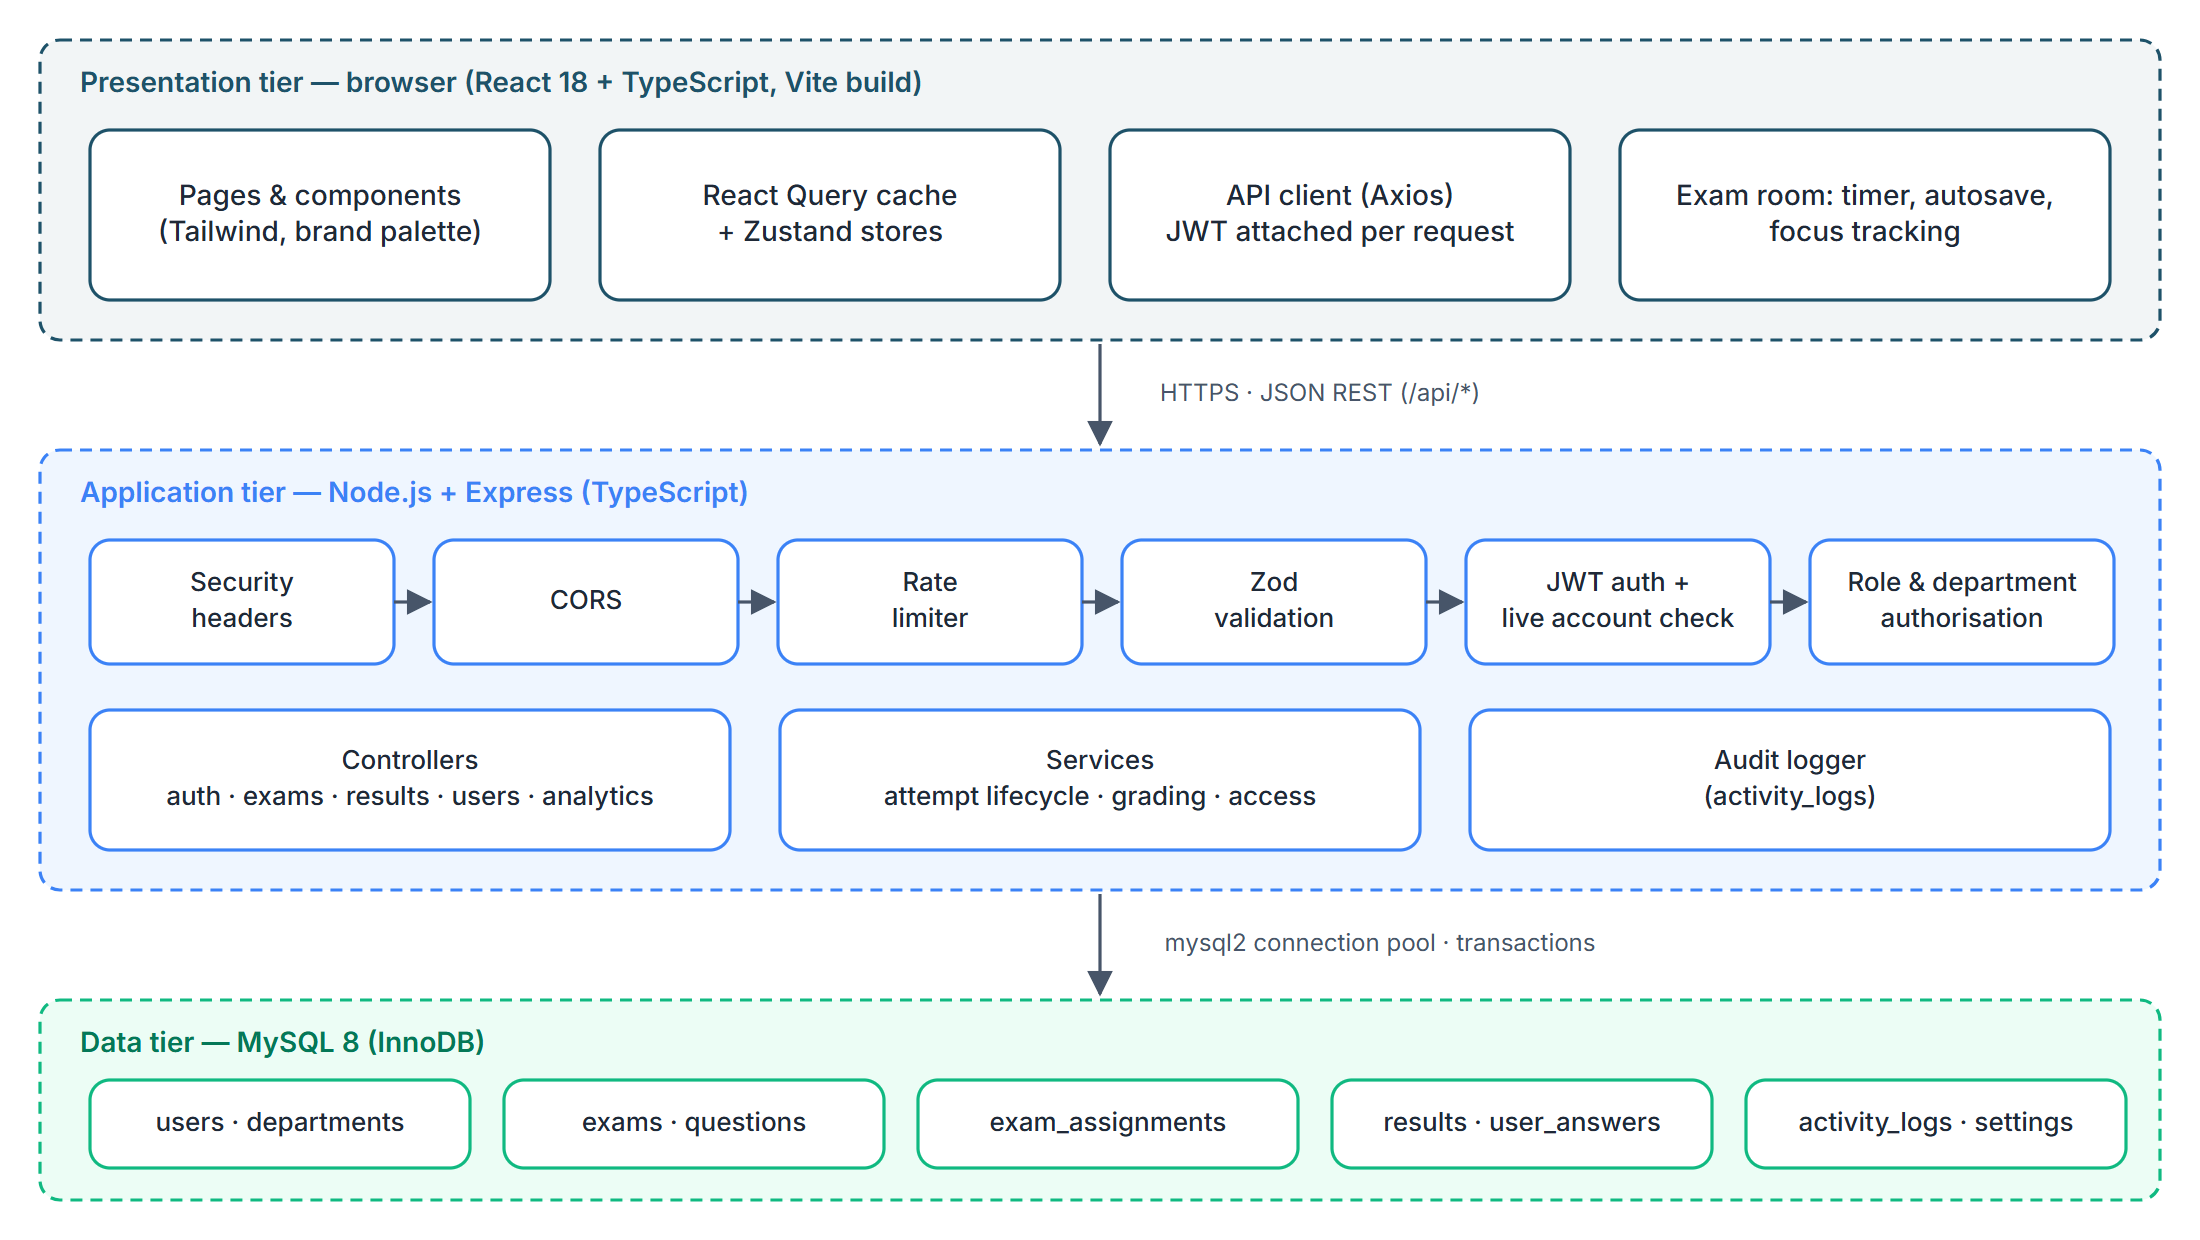 Presentation tier — browser (React 18 + TypeScript, Vite build)
Pages & components
(Tailwind, brand palette)
React Query cache
+ Zustand stores
API client (Axios)
JWT attached per request
Exam room: timer, autosave,
focus tracking
HTTPS · JSON REST (/api/*)
Application tier — Node.js + Express (TypeScript)
Security
headers
CORS
Rate
limiter
Zod
validation
JWT auth +
live account check
Role & department
authorisation
Controllers
auth · exams · results · users · analytics
Services
attempt lifecycle · grading · access
Audit logger
(activity_logs)
mysql2 connection pool · transactions
Data tier — MySQL 8 (InnoDB)
users · departments
exams · questions
exam_assignments
results · user_answers
activity_logs · settings